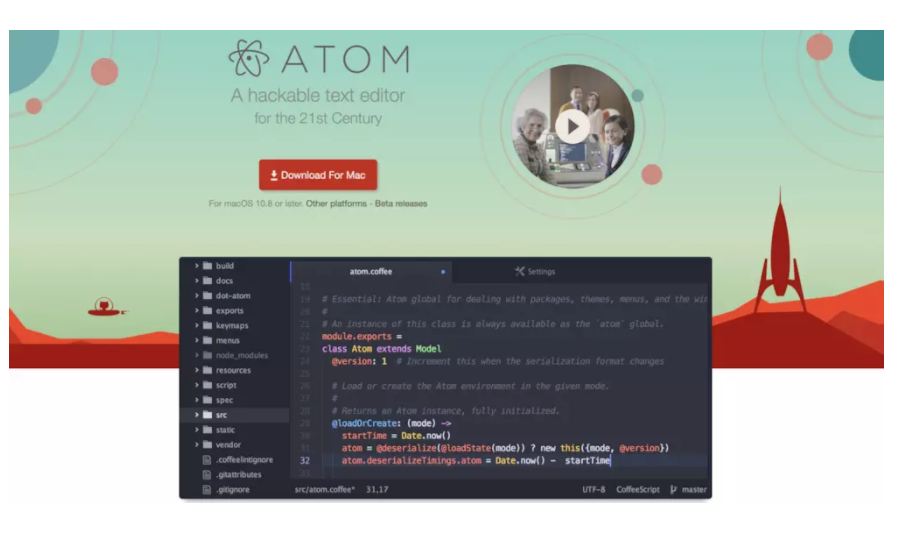 ATOM
A hackable text editor
for the 21st Century
Download For Mac
For macOS 10.8 or later. Other platforms - Beta releases
build
docs
dot-atom
exports
keymaps
menus
node_modules
resources
script
spec
src
static
vendor
.coffeelintignore
.gitattributes
.gitignore
atom.coffee
Settings
18
19 # Essential: Atom global for dealing with packages, themes, menus, and the win
20 #
21 # An instance of this class is always available as the `atom` global.
22 module.exports =
23 class Atom extends Model
24 @version: 1 # Increment this when the serialization format changes
25
26 # Load or create the Atom environment in the given mode.
27 #
28 # Returns an Atom instance, fully initialized.
29 @loadOrCreate: (mode) ->
30 startTime = Date.now()
31 atom = @deserialize(@loadState(mode)) ? new this({mode, @version})
32 atom.deserializeTimings.atom = Date.now() - startTime
33
src/atom.coffee* 31,17 UTF-8 CoffeeScript master